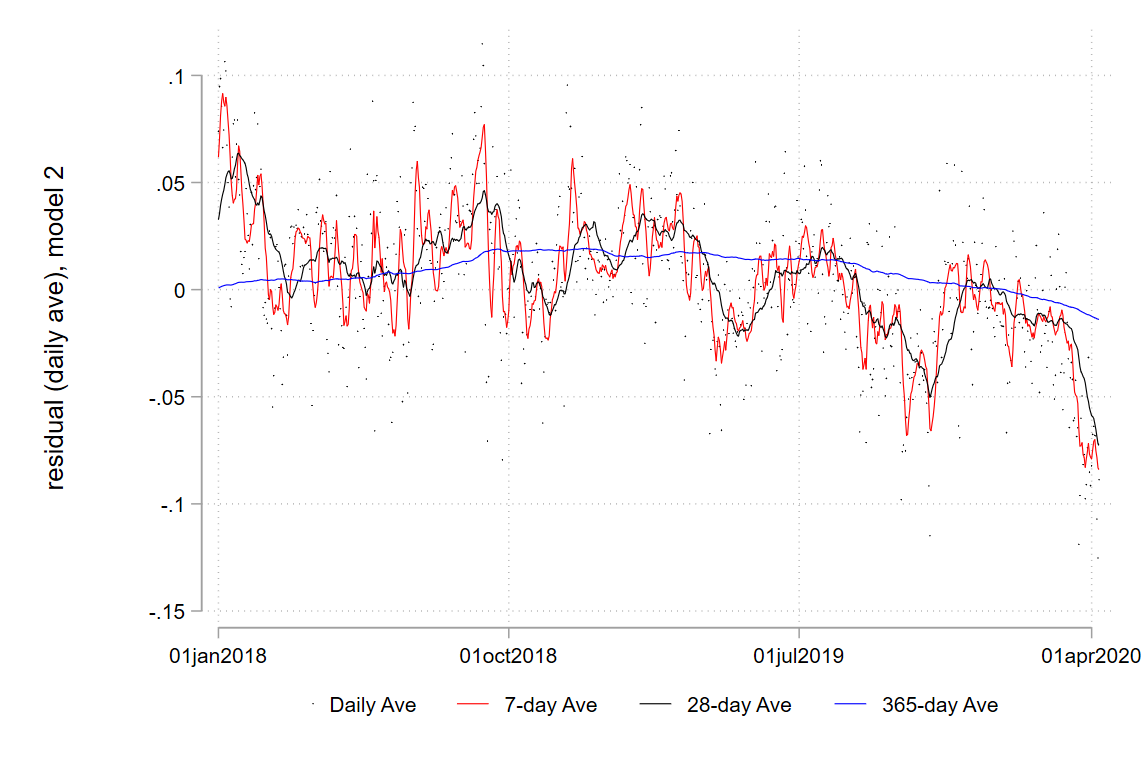 residual (daily ave), model 2
.1
.05
0
-.05
-.1
-.15
01jan2018 01oct2018 01jul2019 01apr2020
Daily Ave 7-day Ave 28-day Ave 365-day Ave